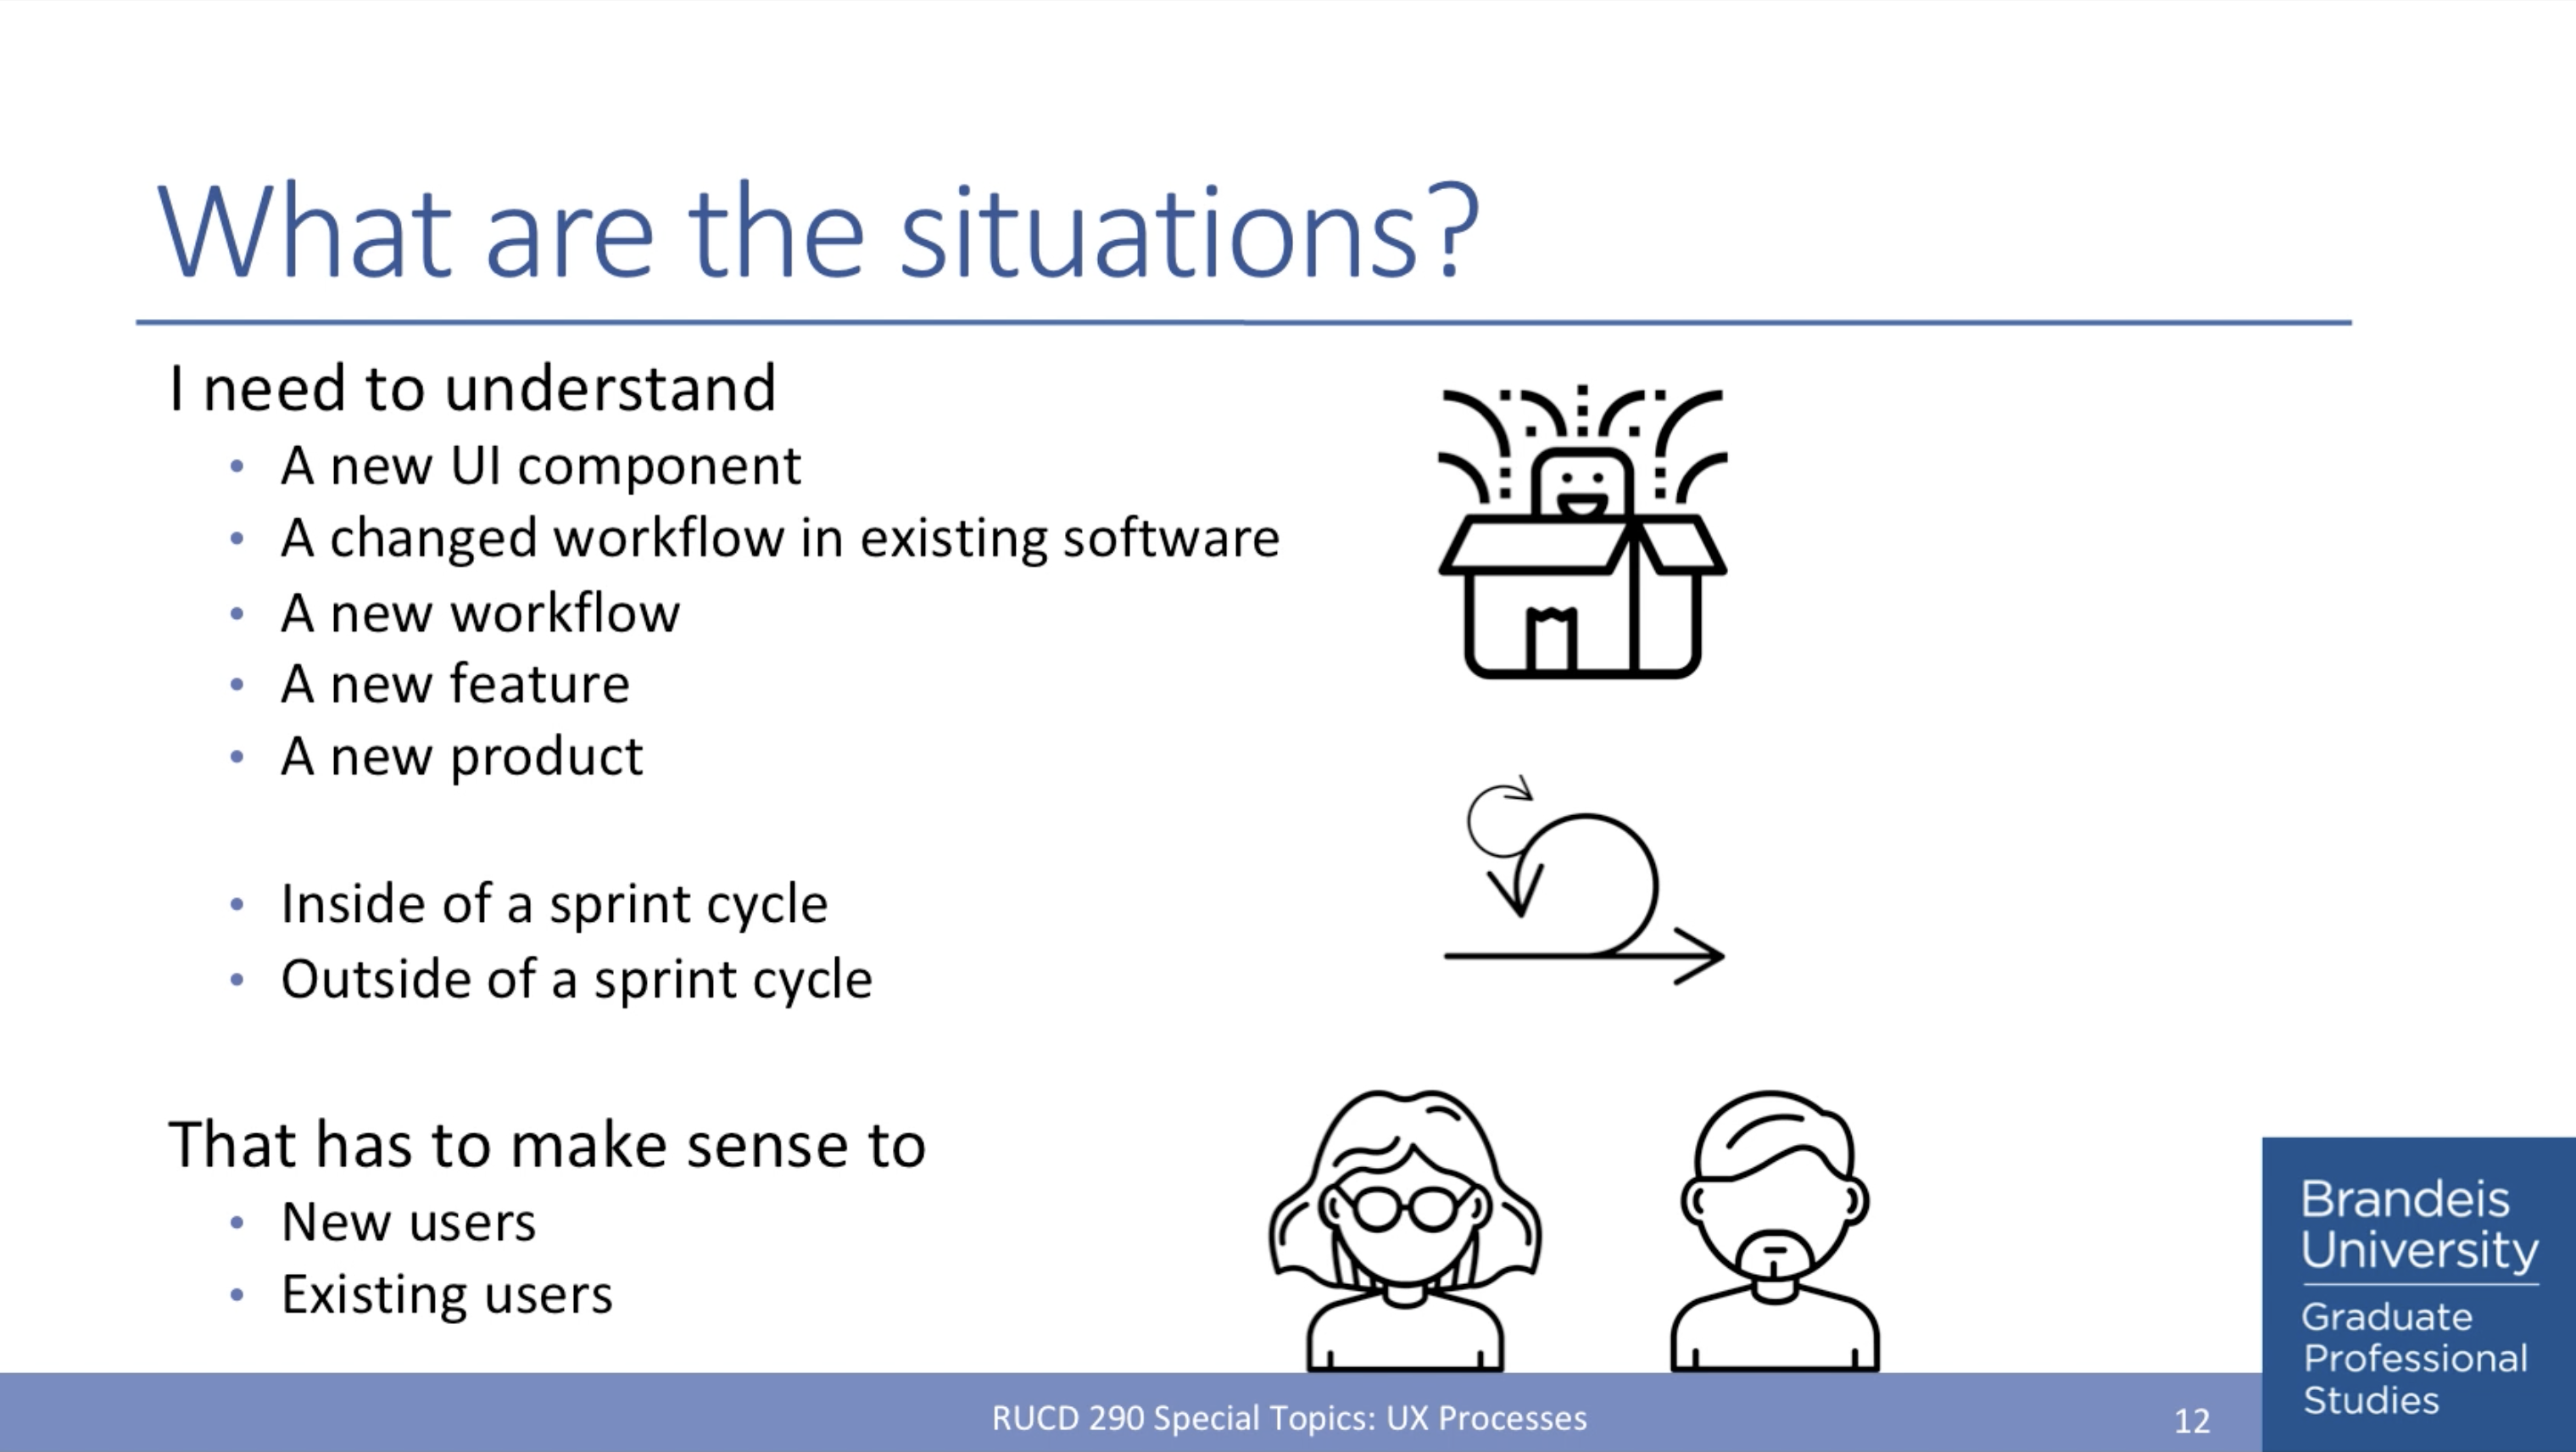 What are the situations?
I need to understand
• A new UI component
• A changed workflow in existing software
• A new workflow
• A new feature
• A new product
• Inside of a sprint cycle
• Outside of a sprint cycle
That has to make sense to
• New users
• Existing users
RUCD 290 Special Topics: UX Processes
12
Brandeis
University
Graduate
Professional
Studies